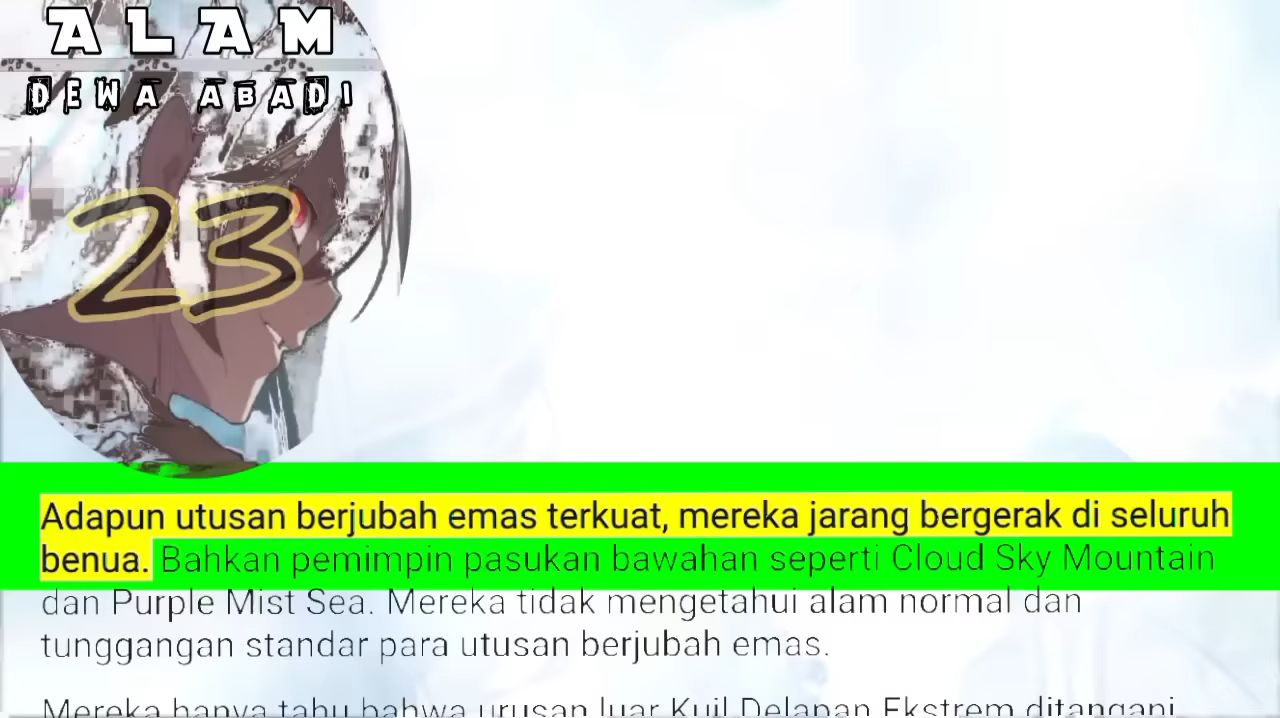 ALAM
DEWA ABADI
23
Adapun utusan berjubah emas terkuat, mereka jarang bergerak di seluruh
benua. Bahkan pemimpin pasukan bawahan seperti Cloud Sky Mountain
dan Purple Mist Sea. Mereka tidak mengetahui alam normal dan
tunggangan standar para utusan berjubah emas.
Mereka hanya tahu bahwa urusan luar Kuil Delapan Ekstrem ditangani